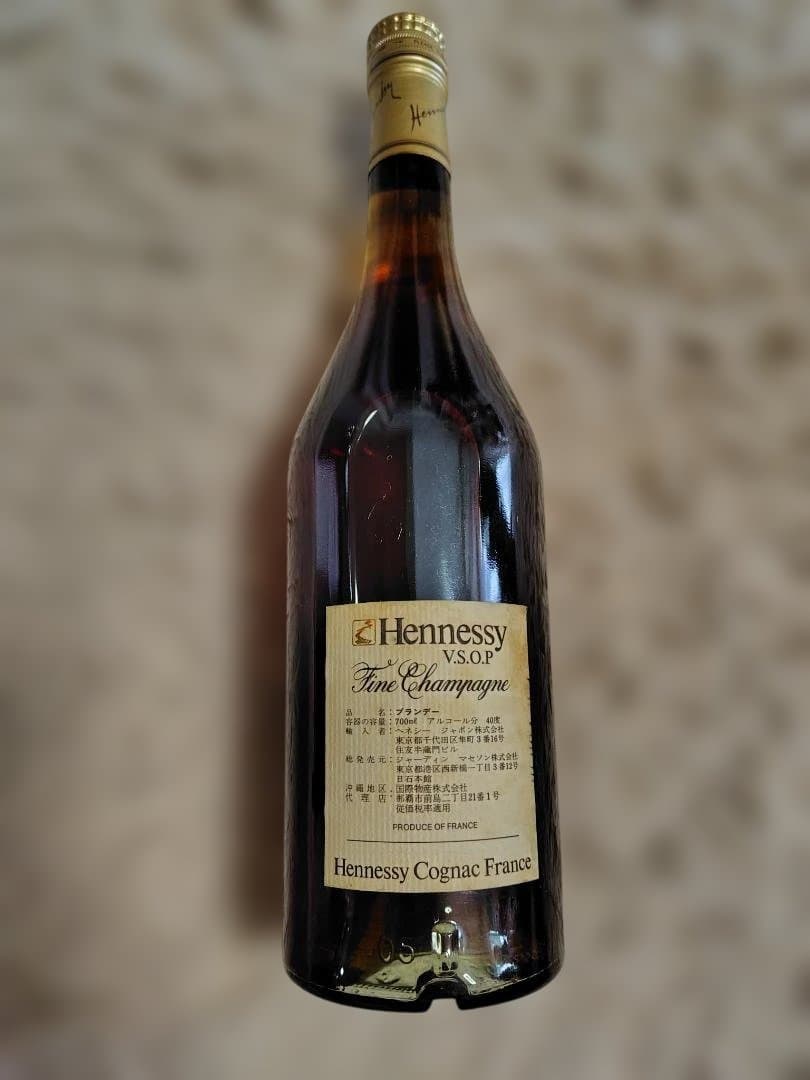 Henn
Hennessy
V.S.O.P
Fine Champagne
品　　　名：ブランデー
容器の容量：700mℓ　アルコール分　40度
輸　入　者：ヘネシー　ジャポン株式会社
東京都千代田区隼町3番16号
住友半蔵門ビル
総発売元：ジャーディン　マセソン株式会社
東京都港区西新橋一丁目3番12号
日石本館
沖縄地区．国際物産株式会社
代　理　店：那覇市前島二丁目21番1号
従価税率適用
PRODUCE OF FRANCE
Hennessy Cognac France